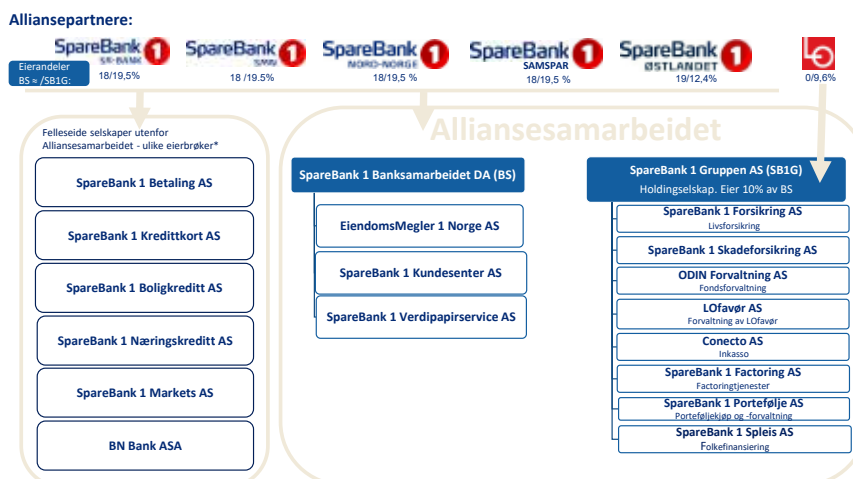 Alliansepartnere:
SpareBank 1
SR-BANK
SpareBank 1
SMN
SpareBank 1
NORD-NORGE
SpareBank 1
SAMSPAR
SpareBank 1
ØSTLANDET
LO
Eierandeler
BS ≈ /SB1G:
18/19,5%
18 /19.5%
18/19,5 %
18/19,5 %
19/12,4%
0/9,6%
Alliansesamarbeidet
Felleseide selskaper utenfor
Alliansesamarbeidet - ulike eierbrøker*
SpareBank 1 Betaling AS
SpareBank 1 Kredittkort AS
SpareBank 1 Boligkreditt AS
SpareBank 1 Næringskreditt AS
SpareBank 1 Markets AS
BN Bank ASA
SpareBank 1 Banksamarbeidet DA (BS)
EiendomsMegler 1 Norge AS
SpareBank 1 Kundesenter AS
SpareBank 1 Verdipapirservice AS
SpareBank 1 Gruppen AS (SB1G)
Holdingselskap. Eier 10% av BS
SpareBank 1 Forsikring AS
Livsforsikring
SpareBank 1 Skadeforsikring AS
ODIN Forvaltning AS
Fondsforvaltning
LOfavør AS
Forvaltning av LOfavør
Conecto AS
Inkasso
SpareBank 1 Factoring AS
Factoringtjenester
SpareBank 1 Portefølje AS
Porteføljekjøp og -forvaltning
SpareBank 1 Spleis AS
Folkefinansiering